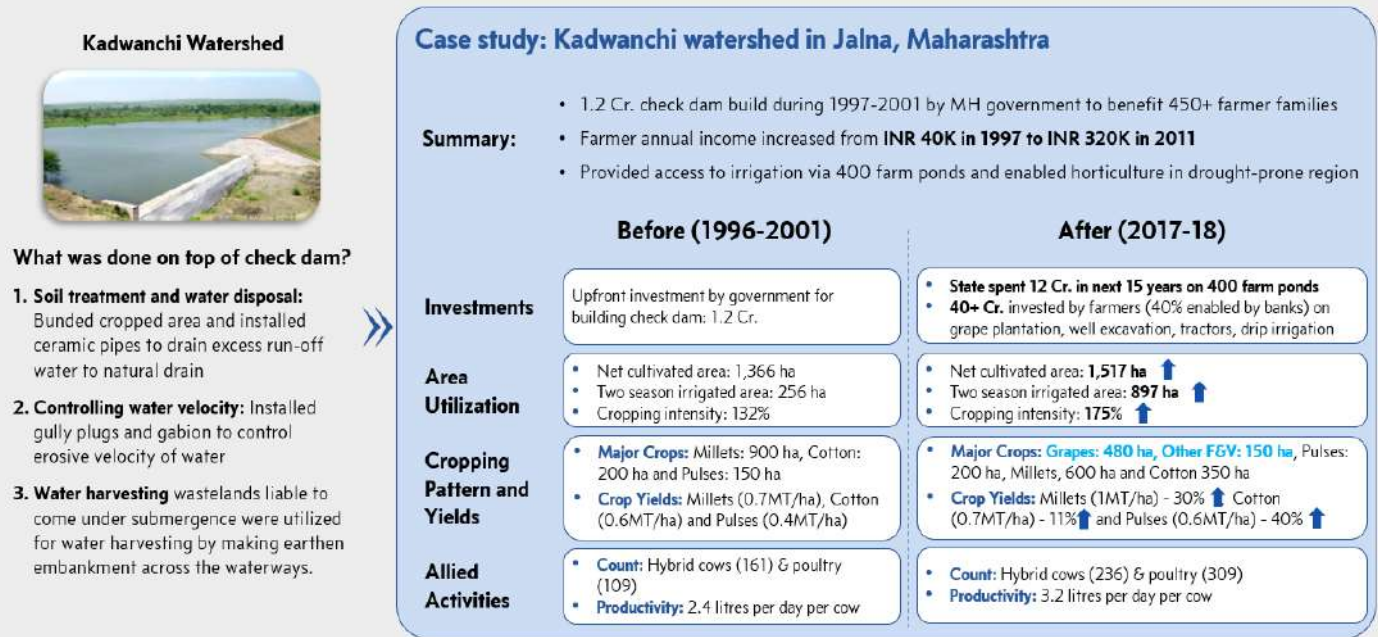 Kadwanchi Watershed
What was done on top of check dam?
1. Soil treatment and water disposal:
Bunded cropped area and installed
ceramic pipes to drain excess run-off
water to natural drain
2. Controlling water velocity: Installed
gully plugs and gabion to control
erosive velocity of water
3. Water harvesting wastelands liable to
come under submergence were utilized
for water harvesting by making earthen
embankment across the waterways.
Case study: Kadwanchi watershed in Jalna, Maharashtra
Summary:
• 1.2 Cr. check dam build during 1997-2001 by MH government to benefit 450+ farmer families
• Farmer annual income increased from INR 40K in 1997 to INR 320K in 2011
• Provided access to irrigation via 400 farm ponds and enabled horticulture in drought-prone region
Before (1996-2001)
After (2017-18)
Investments
Upfront investment by government for
building check dam: 1.2 Cr.
• State spent 12 Cr. in next 15 years on 400 farm ponds
• 40+ Cr. invested by farmers (40% enabled by banks) on
grape plantation, well excavation, tractors, drip irrigation
Area
Utilization
• Net cultivated area: 1,366 ha
• Two season irrigated area: 256 ha
• Cropping intensity: 132%
• Net cultivated area: 1,517 ha
• Two season irrigated area: 897 ha
• Cropping intensity: 175%
Cropping
Pattern and
Yields
• Major Crops: Millets: 900 ha, Cotton:
200 ha and Pulses: 150 ha
• Crop Yields: Millets (0.7MT/ha), Cotton
(0.6MT/ha) and Pulses (0.4MT/ha)
• Major Crops: Grapes: 480 ha, Other F&V: 150 ha, Pulses:
200 ha, Millets, 600 ha and Cotton 350 ha
• Crop Yields: Millets (1MT/ha) - 30% Cotton
(0.7MT/ha) - 11% and Pulses (0.6MT/ha) - 40%
Allied
Activities
• Count: Hybrid cows (161) & poultry
(109)
• Productivity: 2.4 litres per day per cow
• Count: Hybrid cows (236) & poultry (309)
• Productivity: 3.2 litres per day per cow